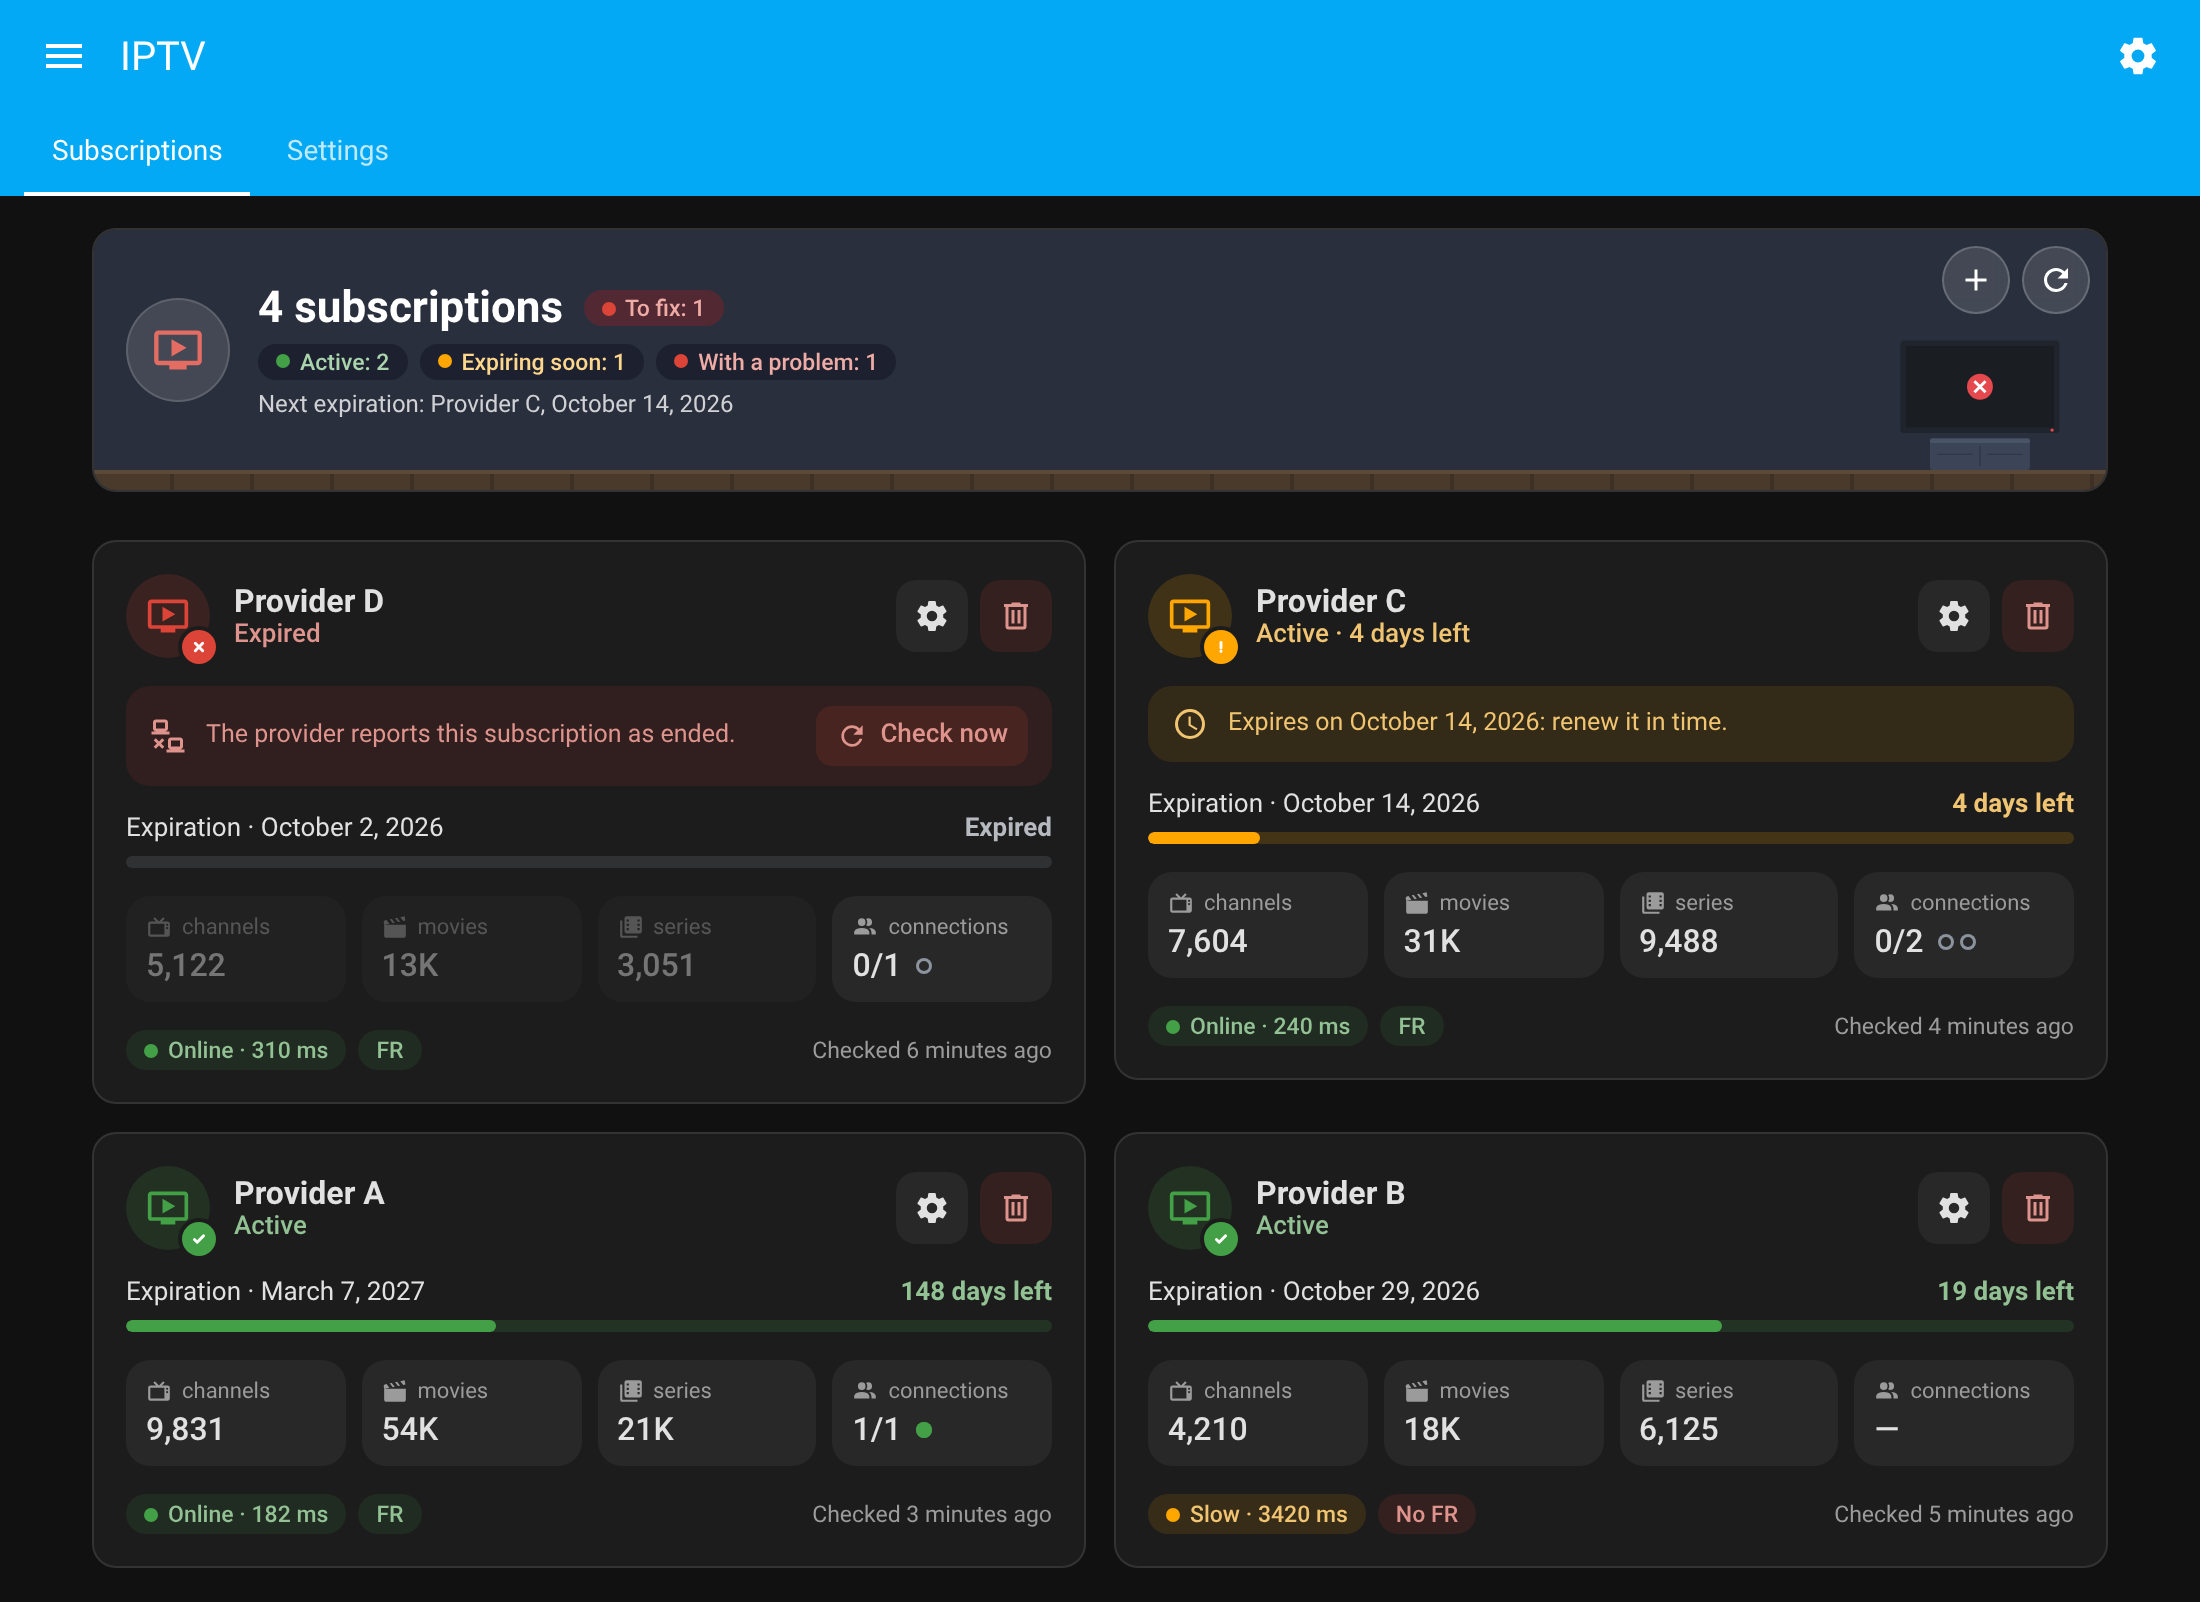 IPTV
Subscriptions
Settings
4 subscriptions
To fix: 1
Active: 2
Expiring soon: 1
With a problem: 1
Next expiration: Provider C, October 14, 2026
Provider D
Expired
The provider reports this subscription as ended.
Check now
Expiration · October 2, 2026
Expired
channels
5,122
movies
13K
series
3,051
connections
0/1
Online · 310 ms
FR
Checked 6 minutes ago
Provider C
Active · 4 days left
Expires on October 14, 2026: renew it in time.
Expiration · October 14, 2026
4 days left
channels
7,604
movies
31K
series
9,488
connections
0/2
Online · 240 ms
FR
Checked 4 minutes ago
Provider A
Active
Expiration · March 7, 2027
148 days left
channels
9,831
movies
54K
series
21K
connections
1/1
Online · 182 ms
FR
Checked 3 minutes ago
Provider B
Active
Expiration · October 29, 2026
19 days left
channels
4,210
movies
18K
series
6,125
connections
—
Slow · 3420 ms
No FR
Checked 5 minutes ago